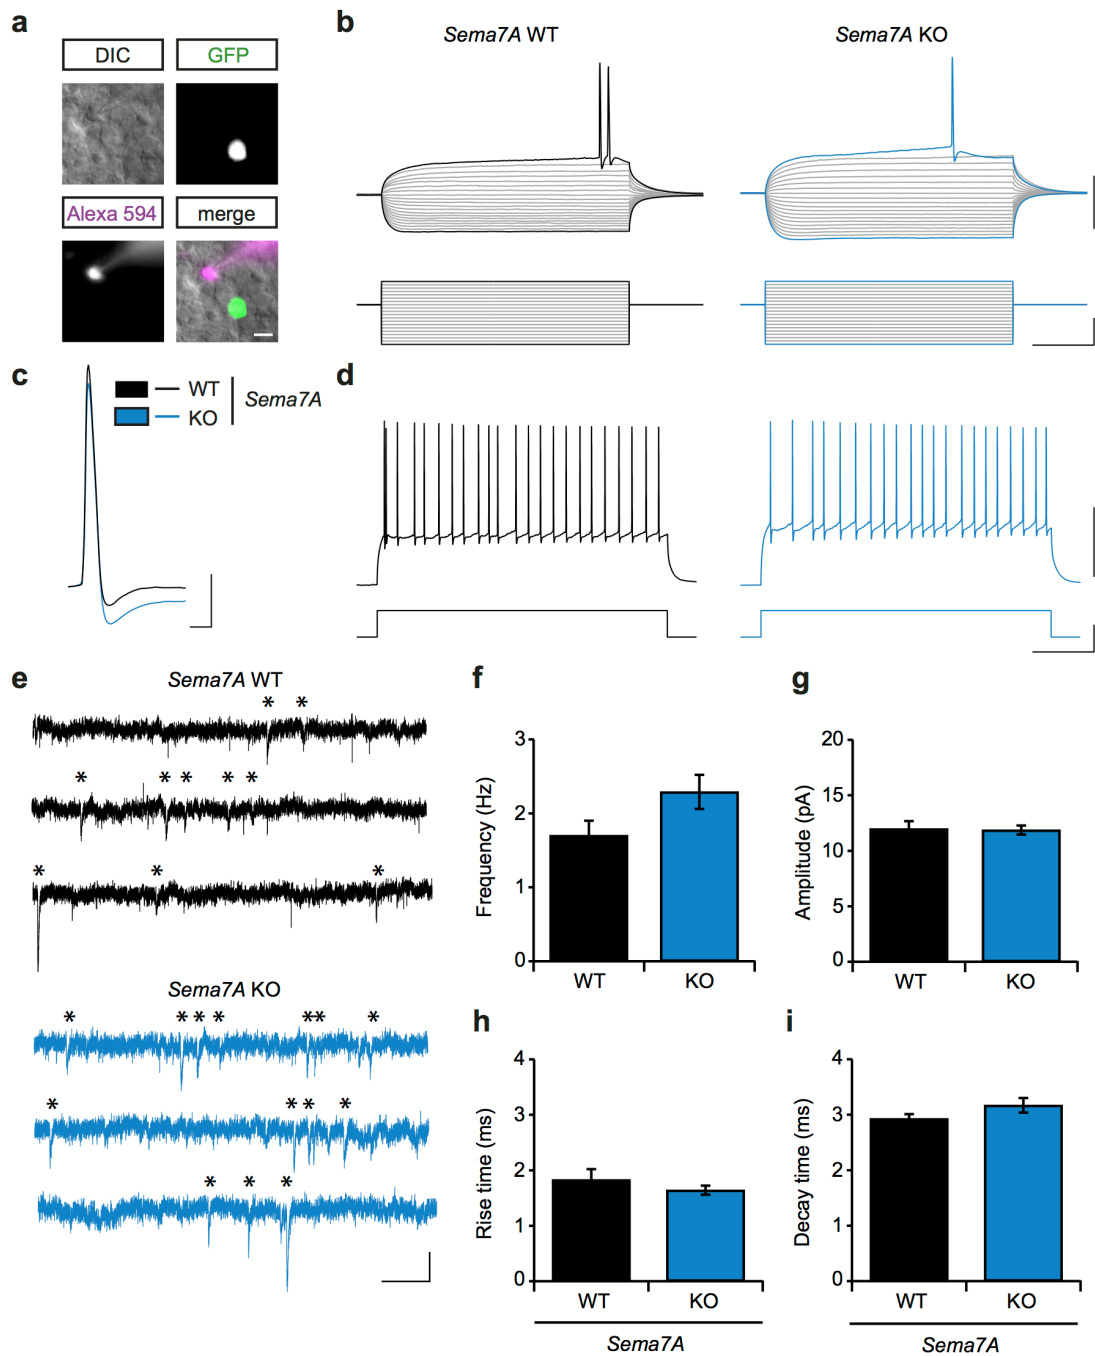 a
DIC
GFP
Alexa 594
merge
b
Sema7A WT
Sema7A KO
c
WT
KO
Sema7A
d
e
Sema7A WT
* *
* * * * *
* * *
Sema7A KO
* * * * ** *
* * * *
* * *
f
Frequency (Hz)
3
2
1
0
WT
KO
g
Amplitude (pA)
20
15
10
5
0
WT
KO
h
Rise time (ms)
4
3
2
1
0
WT
KO
Sema7A
i
Decay time (ms)
4
3
2
1
0
WT
KO
Sema7A